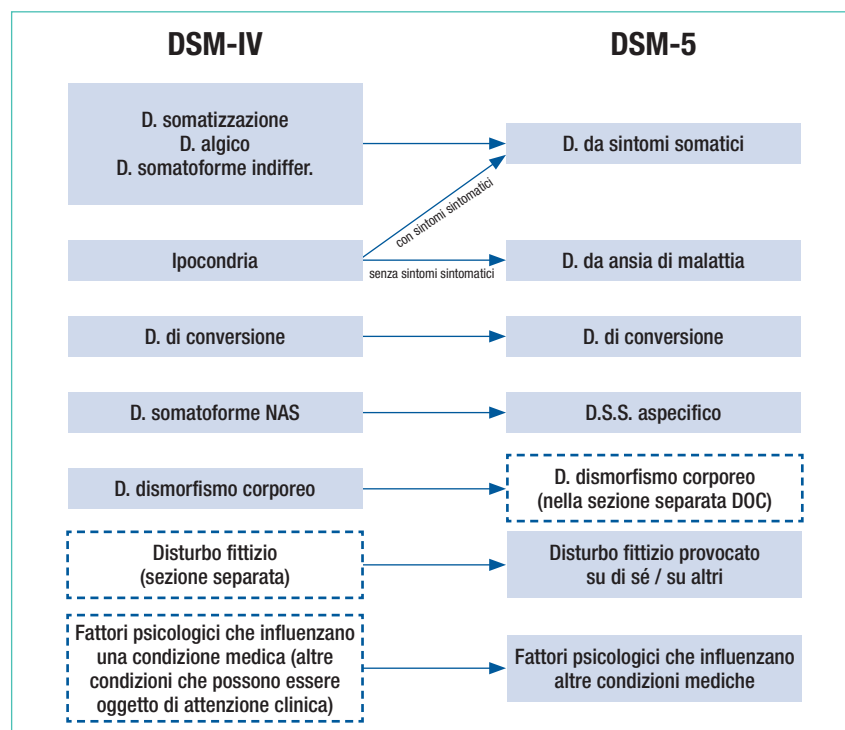 DSM-IV
DSM-5
D. somatizzazione
D. algico
D. somatoforme indiffer.
D. da sintomi somatici
con sintomi sintomatici
Ipocondria
senza sintomi sintomatici
D. da ansia di malattia
D. di conversione
D. di conversione
D. somatoforme NAS
D.S.S. aspecifico
D. dismorfismo corporeo
D. dismorfismo corporeo
(nella sezione separata DOC)
Disturbo fittizio
(sezione separata)
Disturbo fittizio provocato
su di sé / su altri
Fattori psicologici che influenzano
una condizione medica (altre
condizioni che possono essere
oggetto di attenzione clinica)
Fattori psicologici che influenzano
altre condizioni mediche